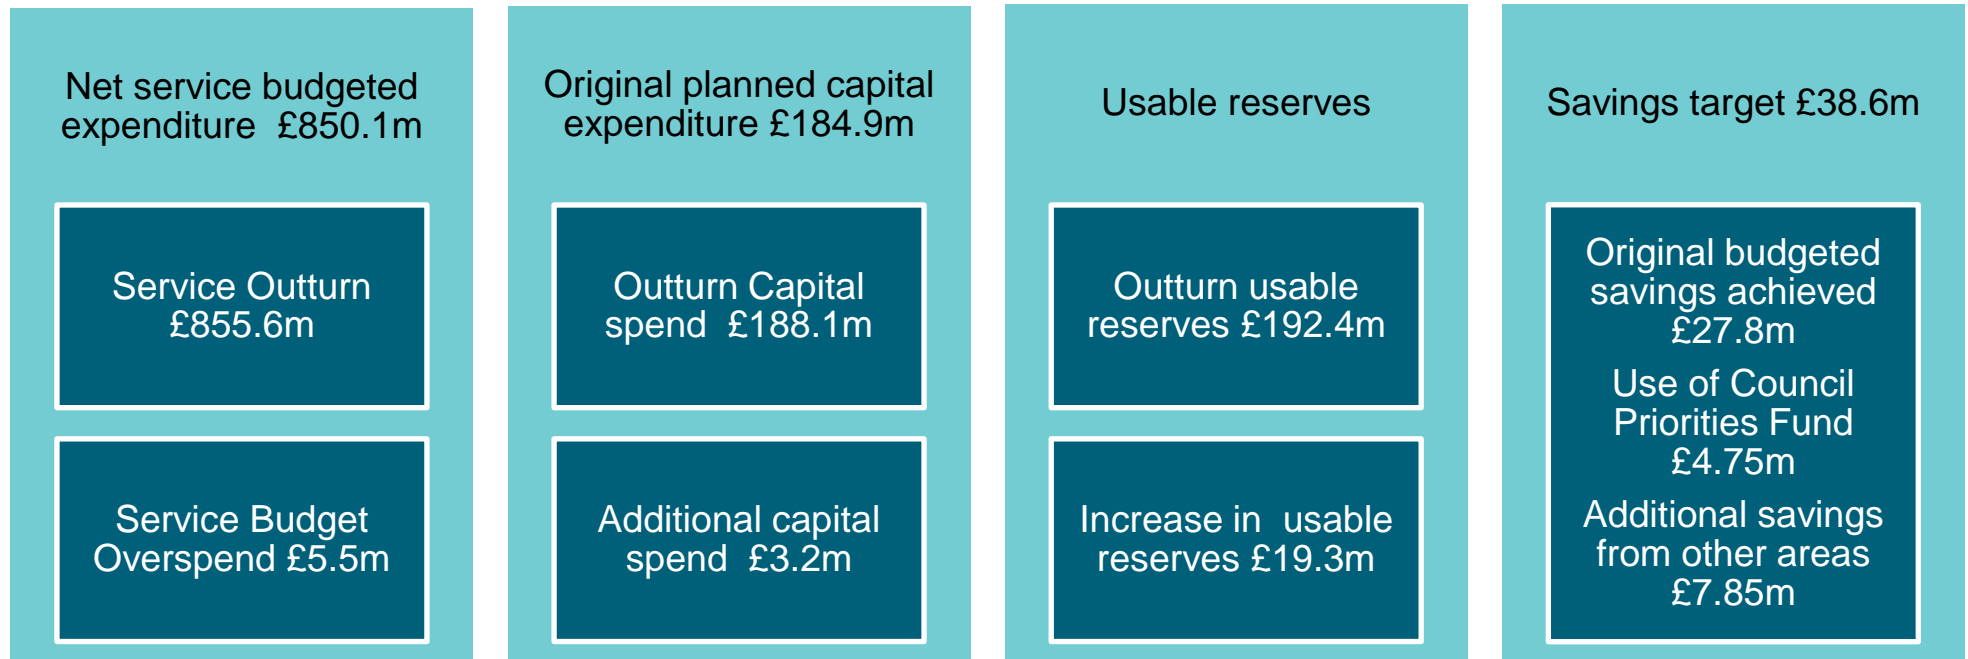 Net service budgeted
expenditure  £850.1m
Service Outturn
£855.6m
Service Budget
Overspend £5.5m
Original planned capital
expenditure £184.9m
Outturn Capital
spend  £188.1m
Additional capital
spend  £3.2m
Usable reserves
Outturn usable
reserves £192.4m
Increase in  usable
reserves £19.3m
Savings target £38.6m
Original budgeted
savings achieved
£27.8m
Use of Council
Priorities Fund
£4.75m
Additional savings
from other areas
£7.85m